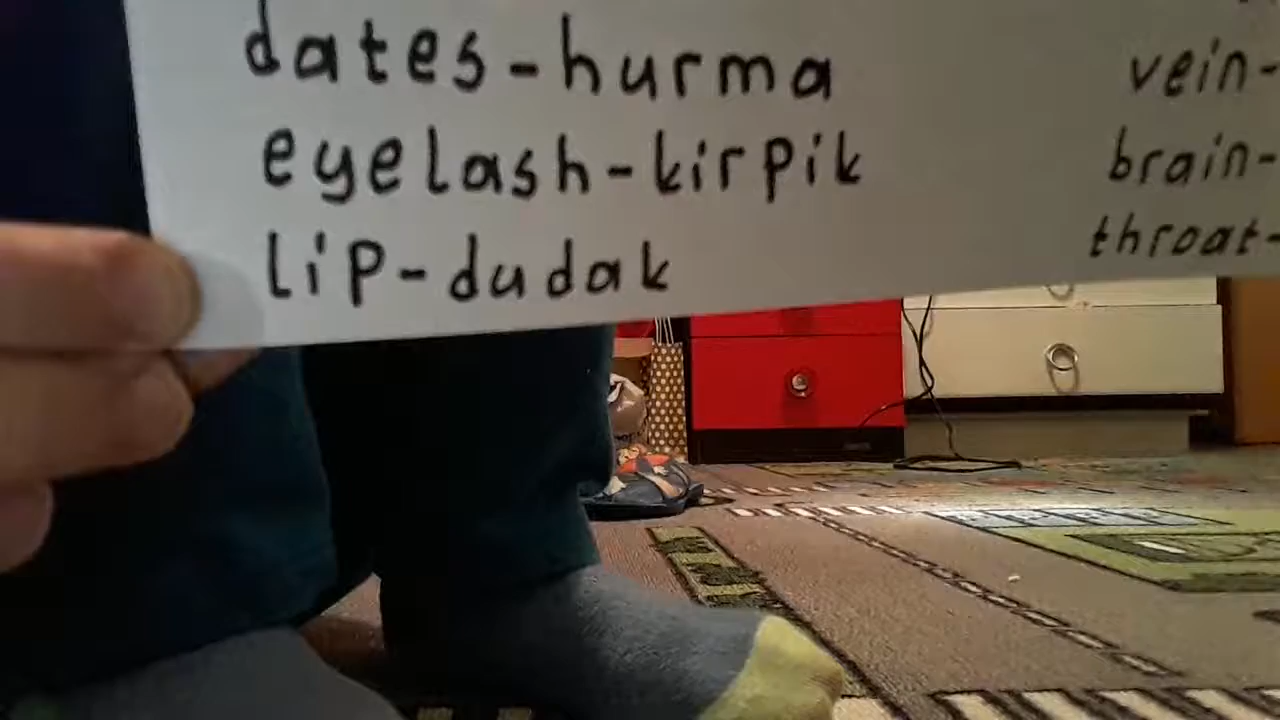 dates-hurma
eyelash-kirpik
lip-dudak
vein-
brain-
throat-